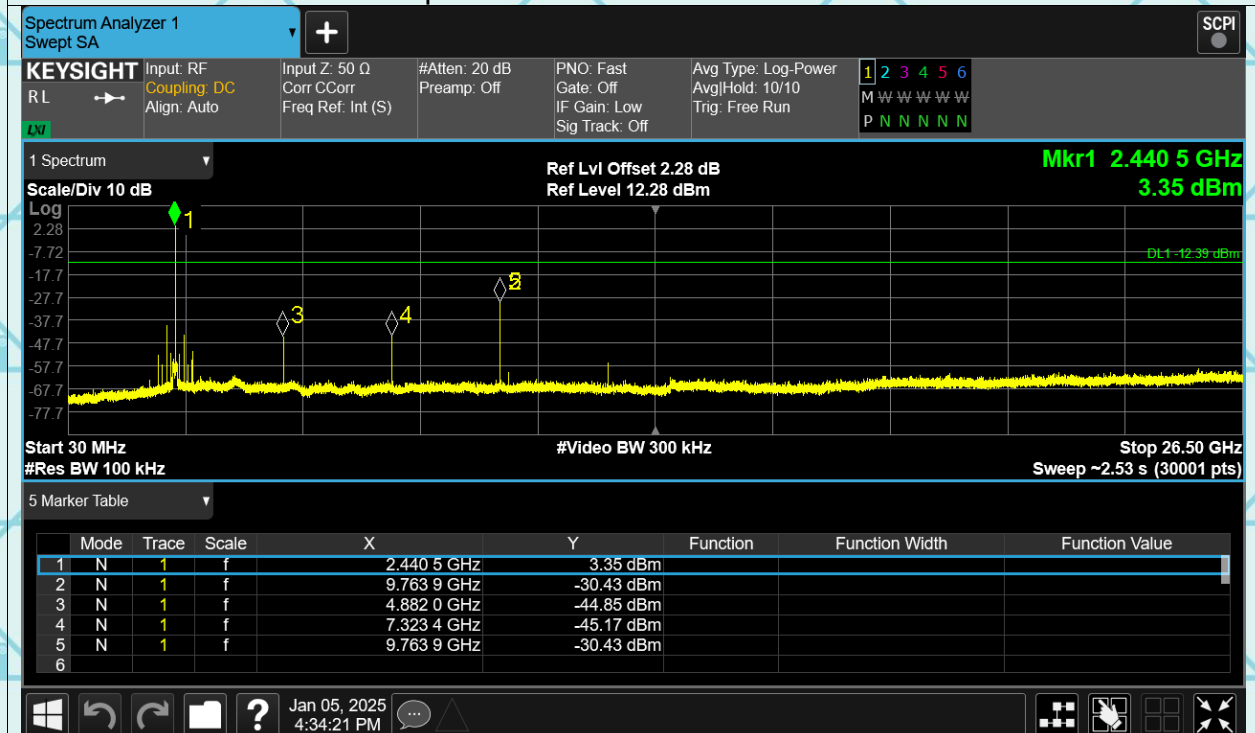 Spectrum Analyzer 1
Swept SA
+
SCPI
KEYSIGHT
RL
LXI
Input: RF
Coupling: DC
Align: Auto
Input Z: 50 Ω
Corr CCorr
Freq Ref: Int (S)
#Atten: 20 dB
Preamp: Off
PNO: Fast
Gate: Off
IF Gain: Low
Sig Track: Off
Avg Type: Log-Power
Avg|Hold: 10/10
Trig: Free Run
1 2 3 4 5 6
M W W W W W W
P N N N N N N
1 Spectrum
Scale/Div 10 dB
Ref Lvl Offset 2.28 dB
Ref Level 12.28 dBm
Mkr1 2.440 5 GHz
3.35 dBm
Log
2.28
-7.72
-17.7
-27.7
-37.7
-47.7
-57.7
-67.7
-77.7
1
3
4
DL1 -12.39 dBm
Start 30 MHz
#Res BW 100 kHz
#Video BW 300 kHz
Stop 26.50 GHz
Sweep ~2.53 s (30001 pts)
5 Marker Table
Mode Trace Scale X Y Function Function Width Function Value
1 N 1 f 2.440 5 GHz 3.35 dBm
2 N 1 f 9.763 9 GHz -30.43 dBm
3 N 1 f 4.882 0 GHz -44.85 dBm
4 N 1 f 7.323 4 GHz -45.17 dBm
5 N 1 f 9.763 9 GHz -30.43 dBm
6
?
Jan 05, 2025
4:34:21 PM